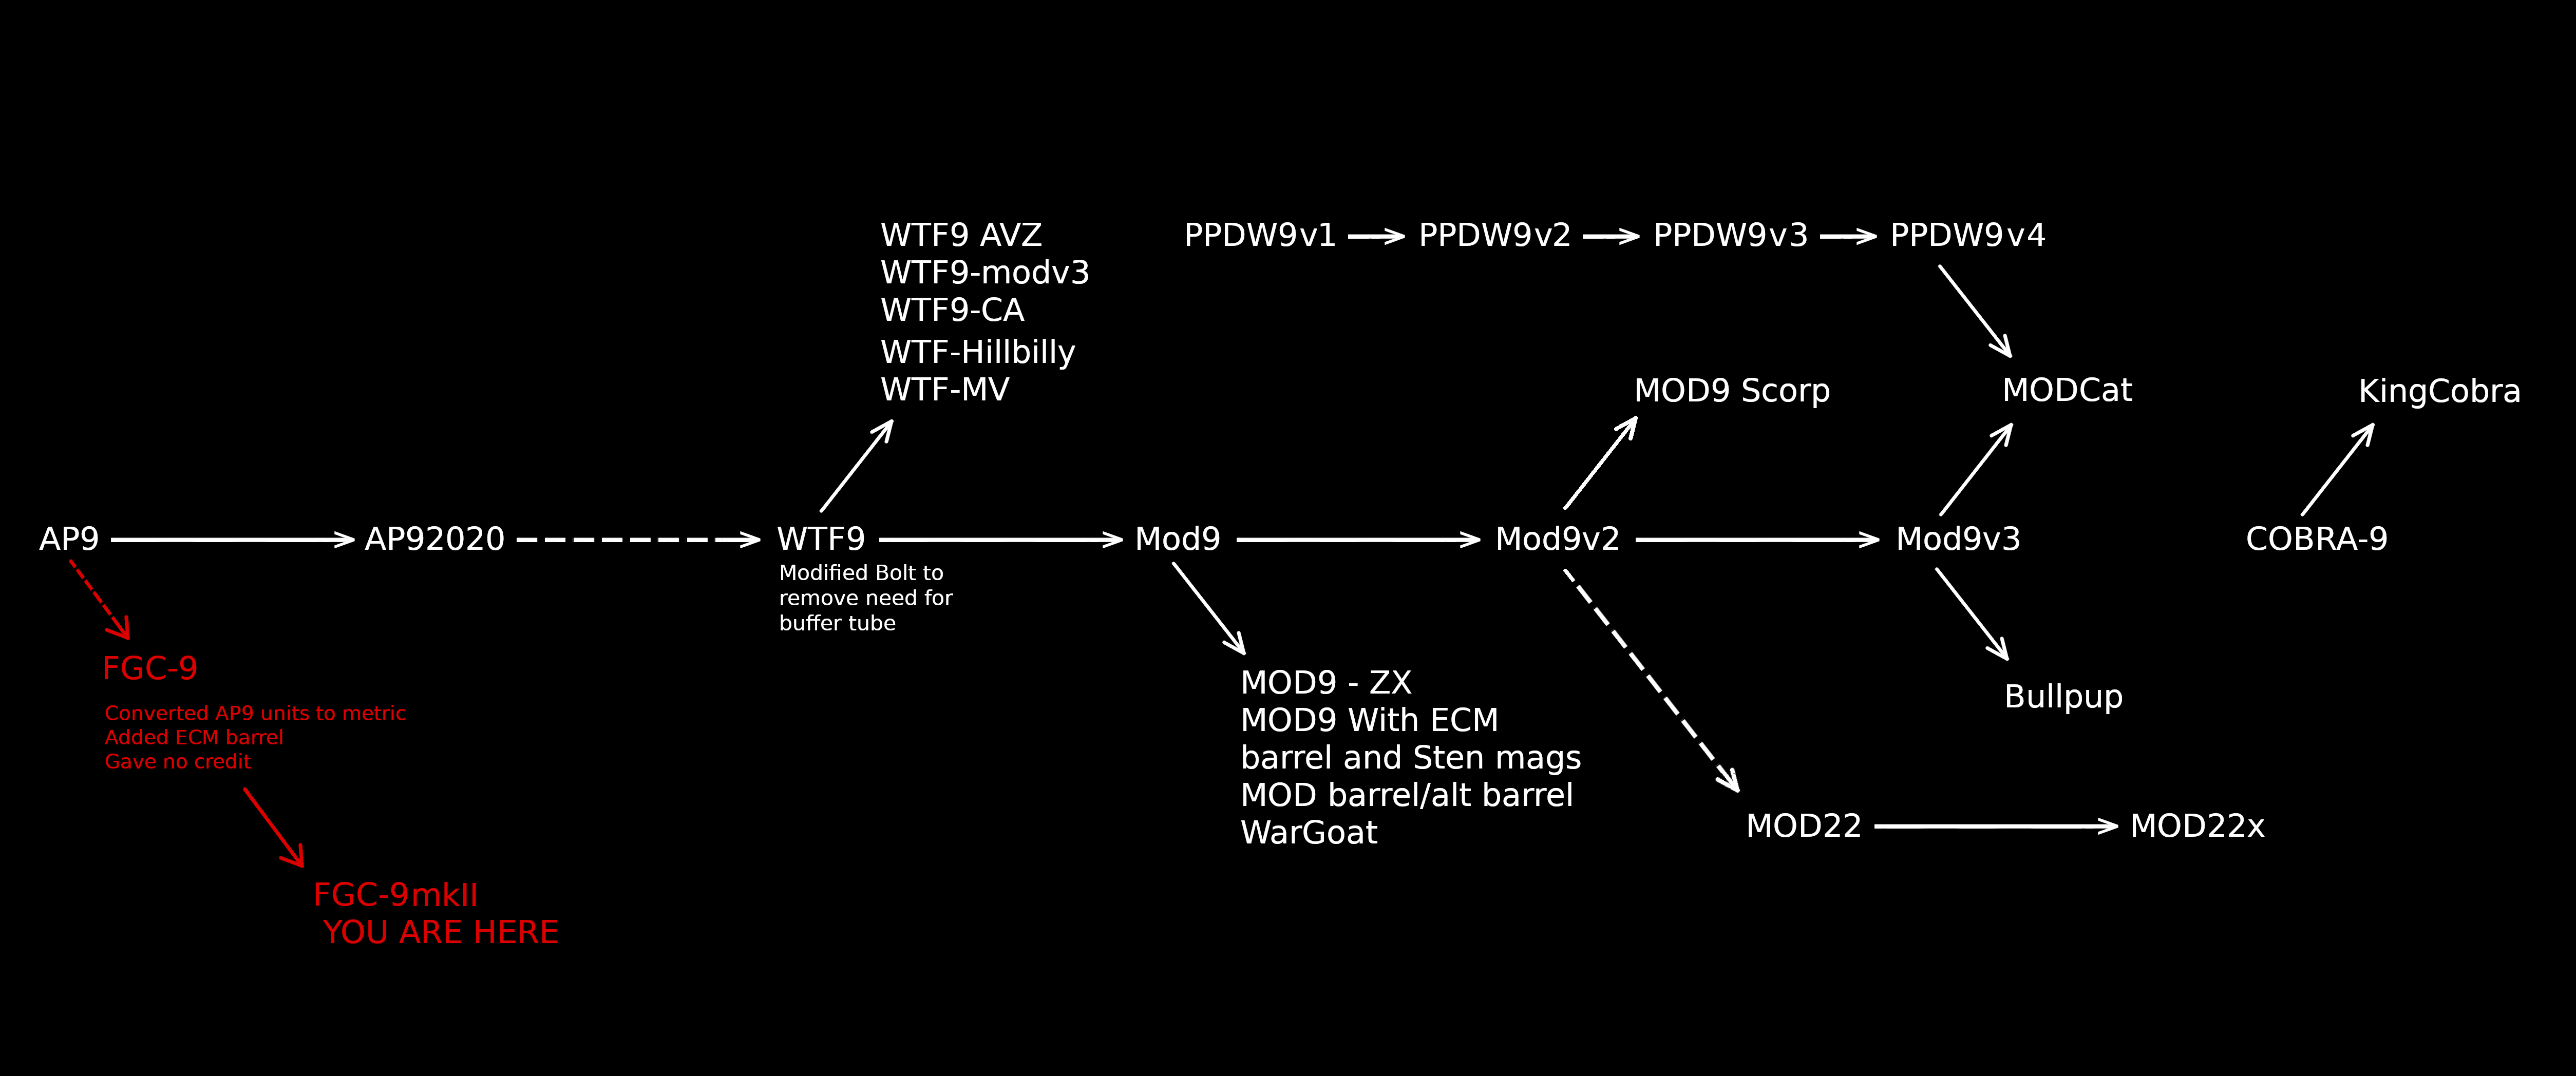 WTF9 AVZ
WTF9-modv3
WTF9-CA
WTF-Hillbilly
WTF-MV
PPDW9v1
PPDW9v2
PPDW9v3
PPDW9v4
MOD9 Scorp
MODCat
KingCobra
AP9
AP92020
WTF9
Modified Bolt to
remove need for
buffer tube
Mod9
Mod9v2
Mod9v3
COBRA-9
FGC-9
Converted AP9 units to metric
Added ECM barrel
Gave no credit
FGC-9mkII
YOU ARE HERE
MOD9 - ZX
MOD9 With ECM
barrel and Sten mags
MOD barrel/alt barrel
WarGoat
Bullpup
MOD22
MOD22x